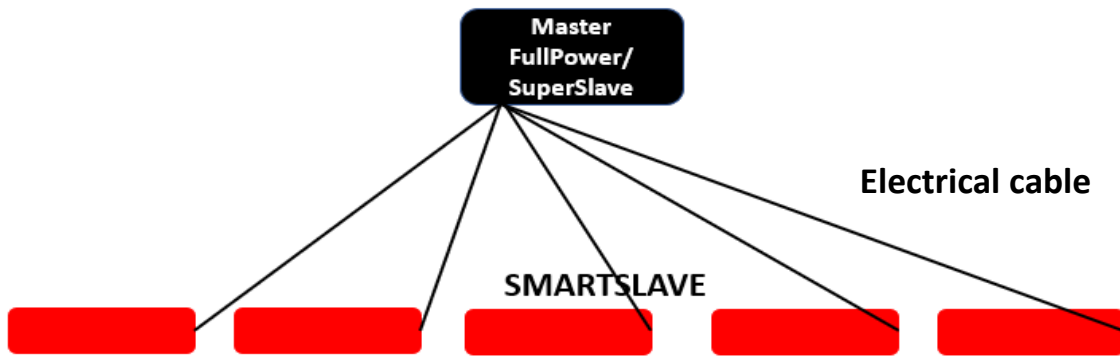 Master
FullPower/
SuperSlave
Electrical cable
SMARTSLAVE